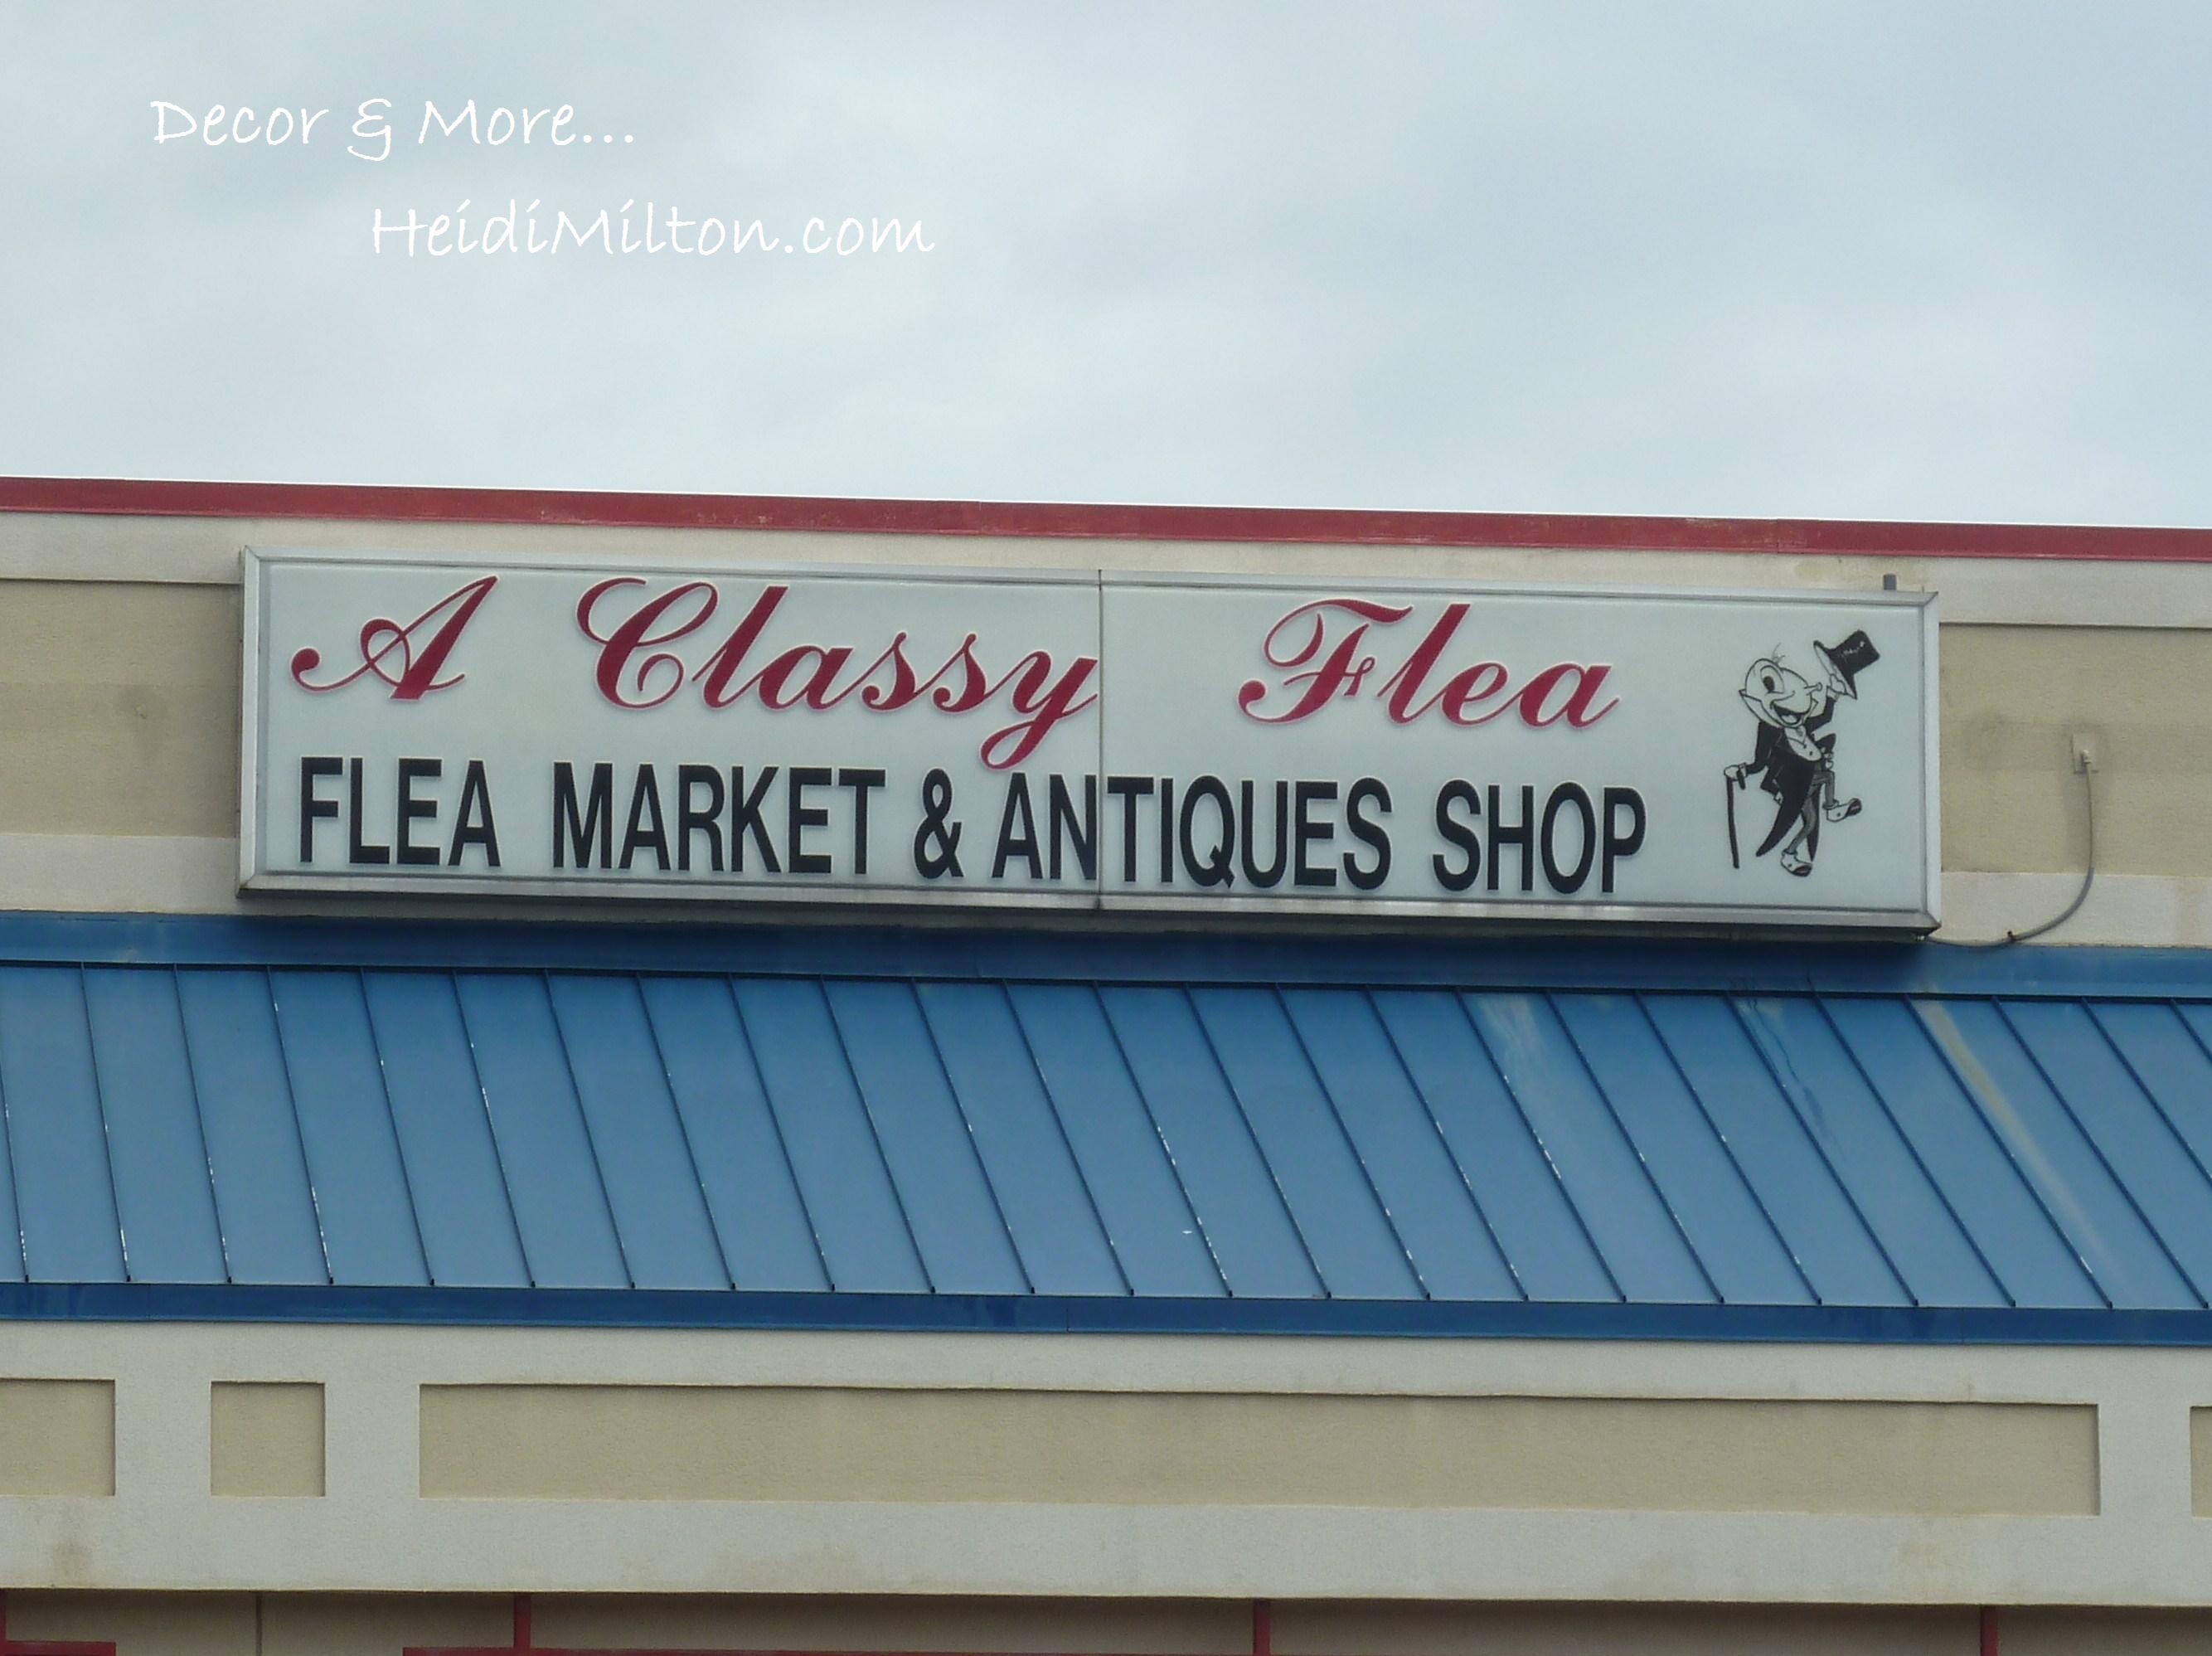 Decor & More...
HeidiMilton.com
A Classy Flea
FLEA MARKET & ANTIQUES SHOP